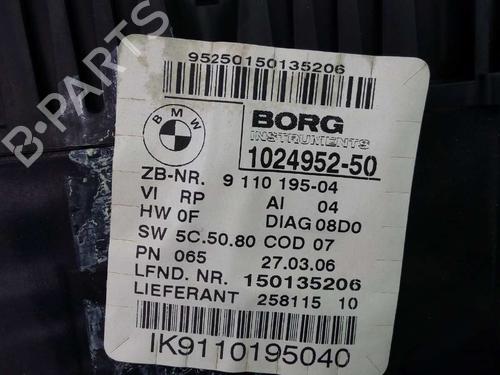 95250150135206
BMW
BORG
INSTRUMENTS
1024952-50
ZB-NR. 9 110 195-04
VI RP AI 04
HW 0F DIAG 08D0
SW 5C.50.80 COD 07
PN 065 27.03.06
LFND. NR. 150135206
LIEFERANT 258115 10
IK9110195040
B-PARTS